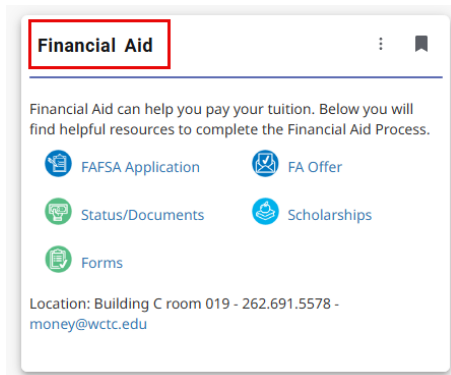 Financial Aid
Financial Aid can help you pay your tuition. Below you will
find helpful resources to complete the Financial Aid Process.
FAFSA Application
FA Offer
Status/Documents
Scholarships
Forms
Location: Building C room 019 - 262.691.5578 -
money@wctc.edu